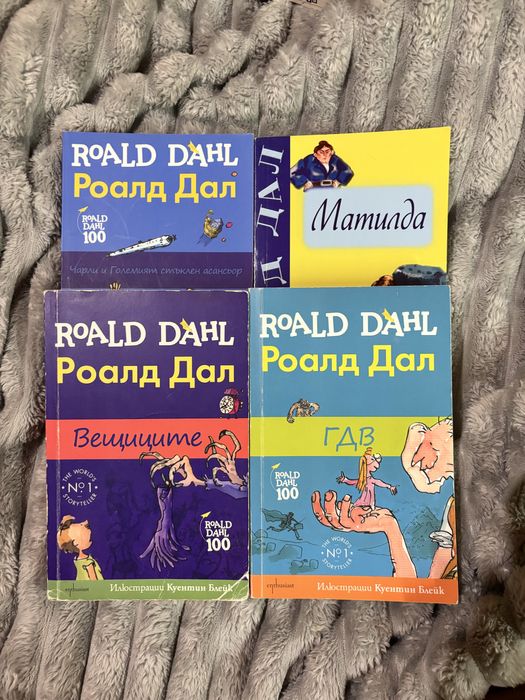 ROALD DAHL
Роалд Дал
ROALD
DAHL
100
Чарли и Големият стъклен асансьор
Д ДАЛ
Матилда
ROALD DAHL
Роалд Дал
Вещиците
THE WORLD'S
Nº1
STORYTELLER
ROALD
DAHL
100
enthusiast
Илюстрации Куентин Блейк
ROALD DAHL
Роалд Дал
ГДВ
ROALD
DAHL
100
THE WORLD'S
Nº1
STORYTELLER
enthusiast
Илюстрации Куентин Блейк